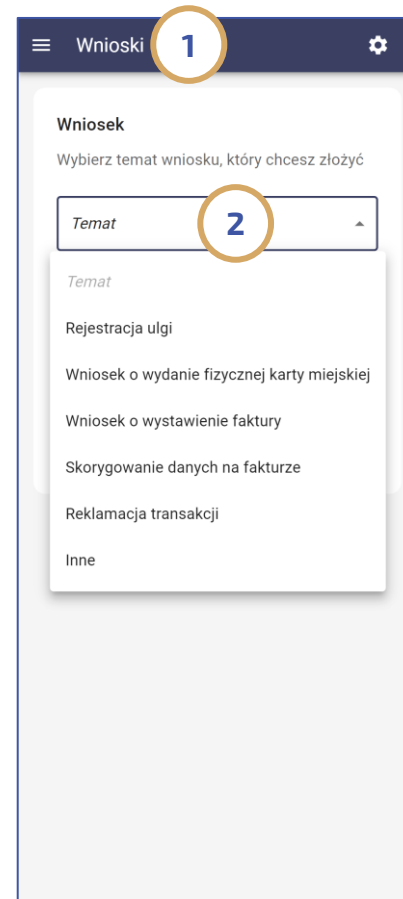 Wnioski 1
Wniosek
Wybierz temat wniosku, który chcesz złożyć
Temat 2
Temat
Rejestracja ulgi
Wniosek o wydanie fizycznej karty miejskiej
Wniosek o wystawienie faktury
Skorygowanie danych na fakturze
Reklamacja transakcji
Inne